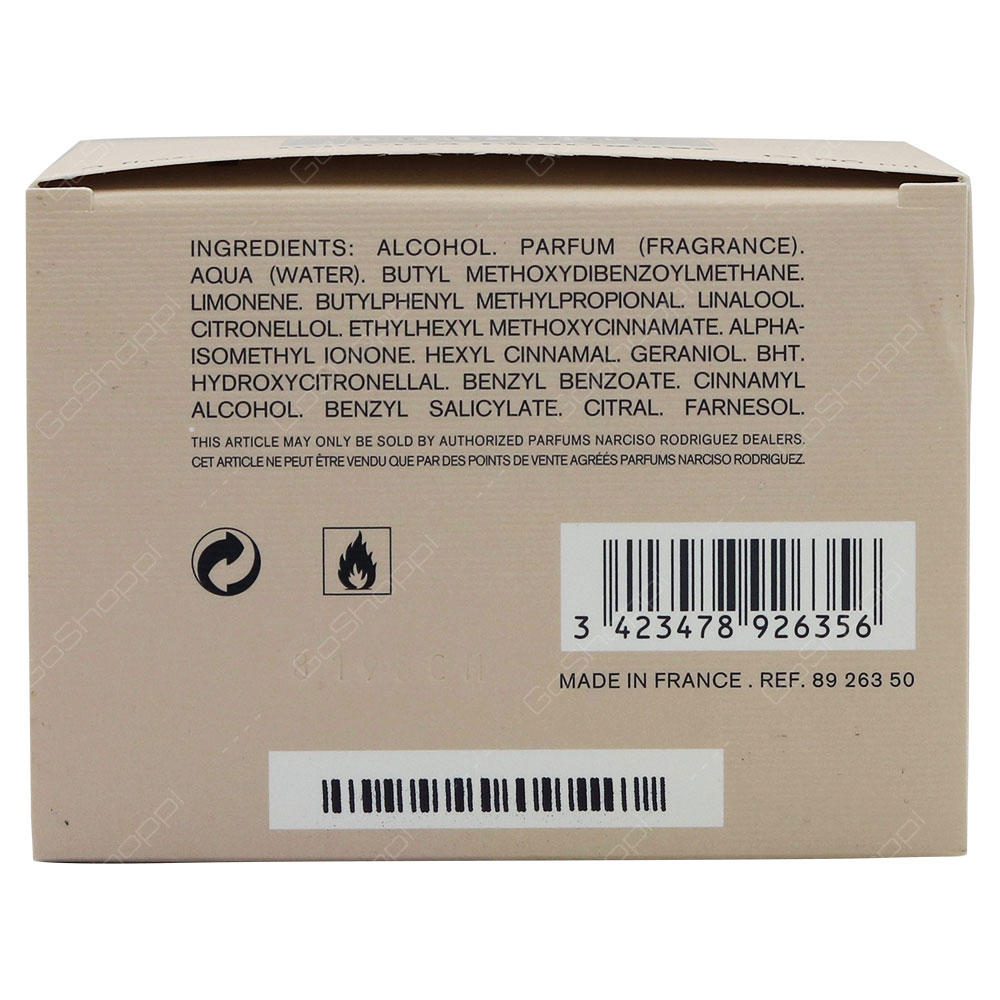 INGREDIENTS: ALCOHOL. PARFUM (FRAGRANCE).
AQUA (WATER). BUTYL METHOXYDIBENZOYLMETHANE.
LIMONENE. BUTYLPHENYL METHYLPROPIONAL. LINALOOL.
CITRONELLOL. ETHYLHEXYL METHOXYCINNAMATE. ALPHA-
ISOMETHYL IONONE. HEXYL CINNAMAL. GERANIOL. BHT.
HYDROXYCITRONELLAL. BENZYL BENZOATE. CINNAMYL
ALCOHOL. BENZYL SALICYLATE. CITRAL. FARNESOL.
THIS ARTICLE MAY ONLY BE SOLD BY AUTHORIZED PARFUMS NARCISO RODRIGUEZ DEALERS.
CET ARTICLE NE PEUT ÊTRE VENDU QUE PAR DES POINTS DE VENTE AGRÉÉS PARFUMS NARCISO RODRIGUEZ.
3 423478 926356
MADE IN FRANCE . REF. 89 263 50
GoShoppi